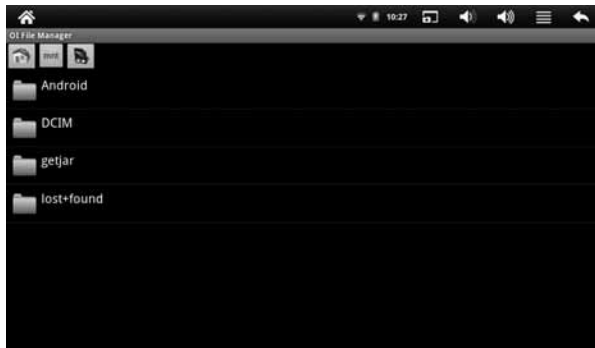 10:27
OI File Manager
mnt
Android
DCIM
getjar
lost+found